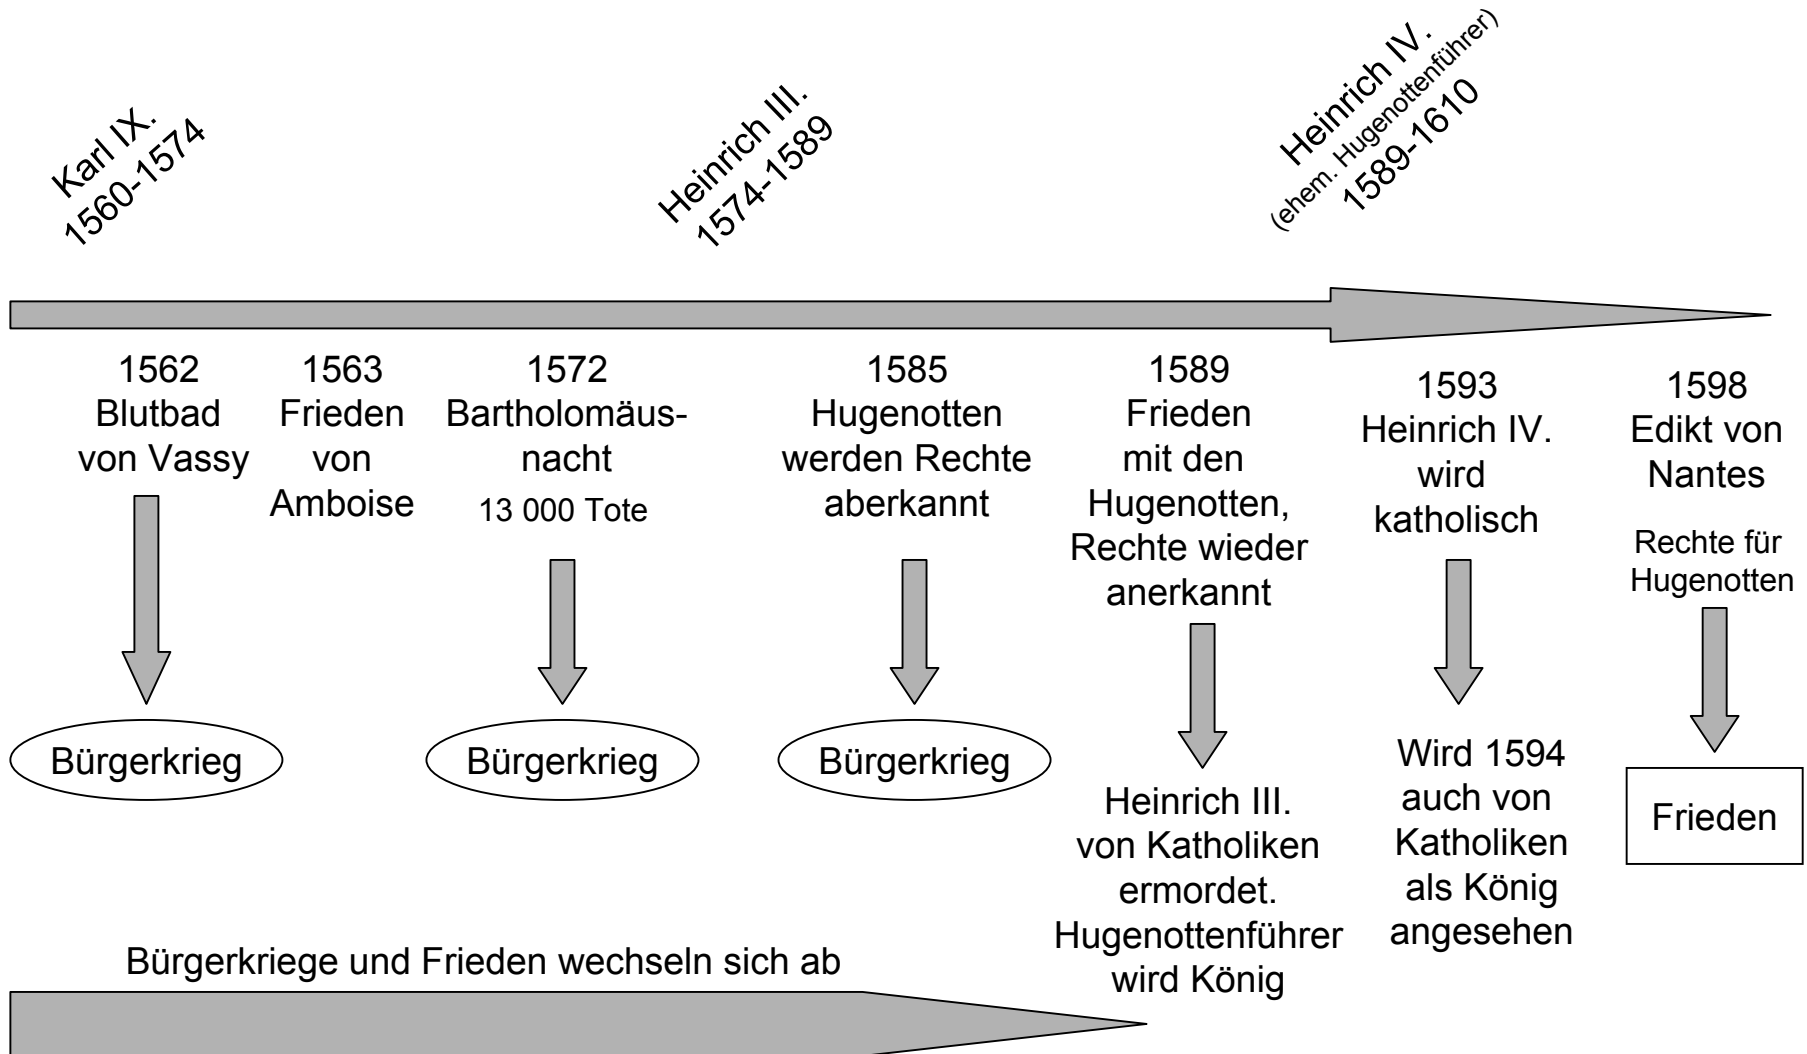 Karl IX.
1560-1574
Heinrich III.
1574-1589
Heinrich IV.
(ehem. Hugenottenführer)
1589-1610
1562
Blutbad
von Vassy
Bürgerkrieg
1563
Frieden
von
Amboise
1572
Bartholomäus-
nacht
13 000 Tote
Bürgerkrieg
1585
Hugenotten
werden Rechte
aberkannt
Bürgerkrieg
1589
Frieden
mit den
Hugenotten,
Rechte wieder
anerkannt
Heinrich III.
von Katholiken
ermordet.
Hugenottenführer
wird König
1593
Heinrich IV.
wird
katholisch
Wird 1594
auch von
Katholiken
als König
angesehen
1598
Edikt von
Nantes
Rechte für
Hugenotten
Frieden
Bürgerkriege und Frieden wechseln sich ab